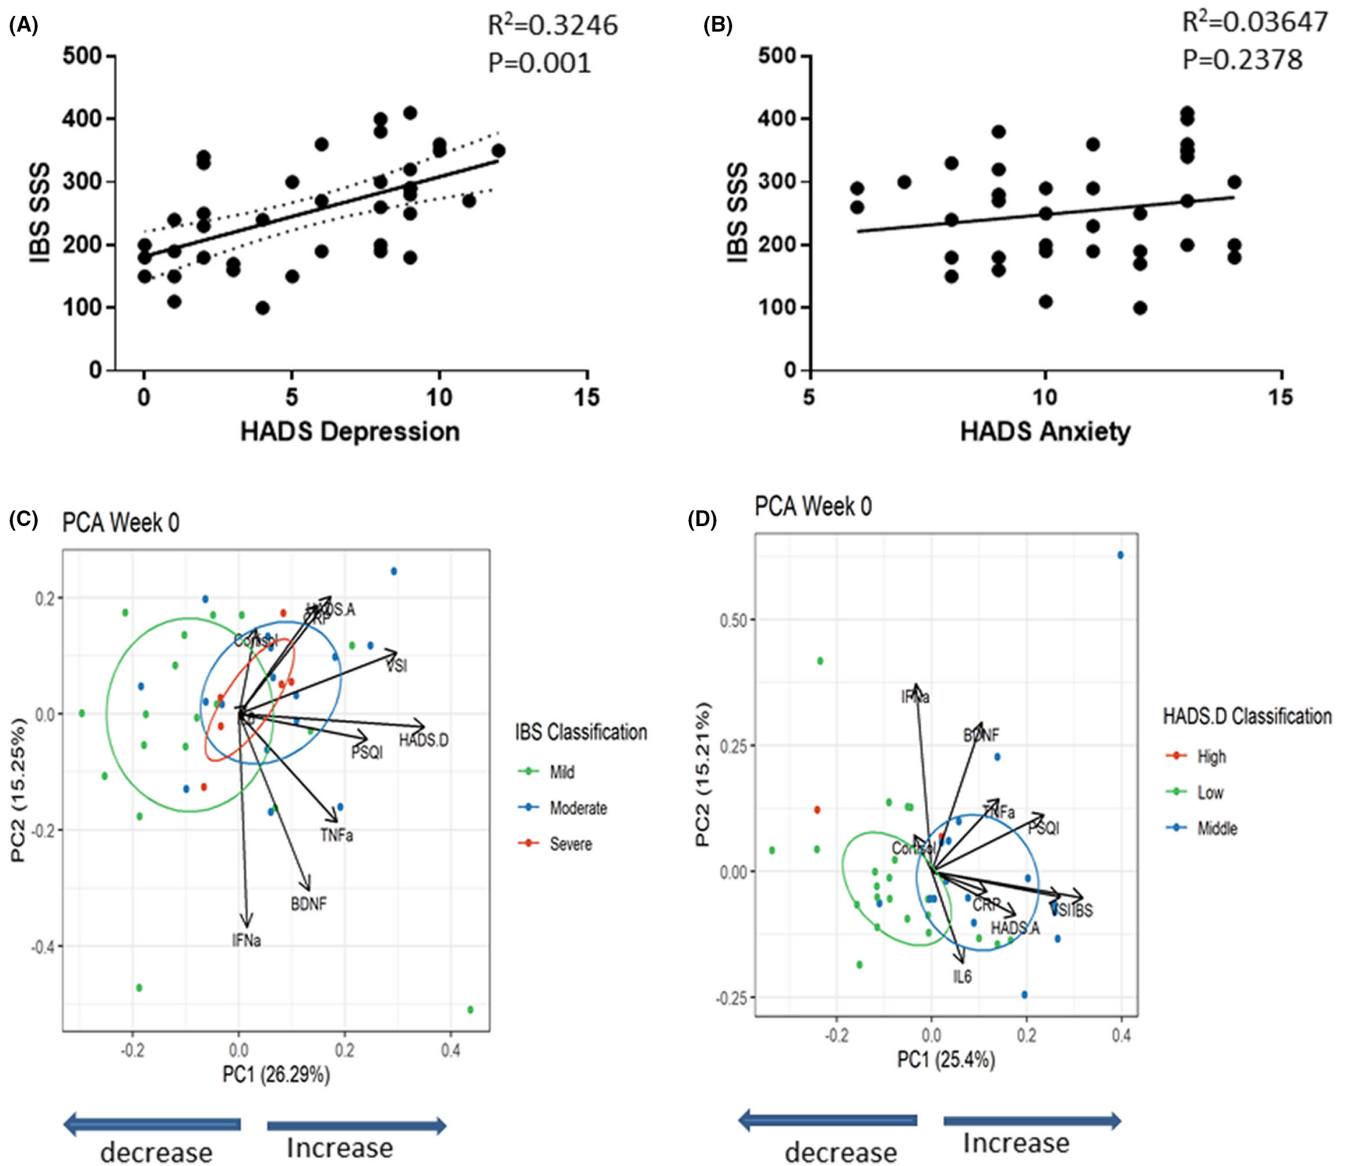 (A)
R²=0.3246
P=0.001
500
400
300
200
100
0
IBS SSS
0 5 10 15
HADS Depression
(B)
R²=0.03647
P=0.2378
500
400
300
200
100
0
IBS SSS
5 10 15
HADS Anxiety
(C)
PCA Week 0
0.2
0.0
-0.2
-0.4
PC2 (15.25%)
HADS.A
CRP
Cortisol
VSI
HADS.D
PSQI
TNFa
BDNF
IFNa
-0.2 0.0 0.2 0.4
PC1 (26.29%)
IBS Classification
Mild
Moderate
Severe
decrease
Increase
(D)
PCA Week 0
0.50
0.25
0.00
-0.25
PC2 (15.21%)
IFNa
BDNF
TNFa
PSQI
Cortisol
CRP
VSI IBS
HADS.A
IL6
-0.2 0.0 0.2 0.4
PC1 (25.4%)
HADS.D Classification
High
Low
Middle
decrease
Increase